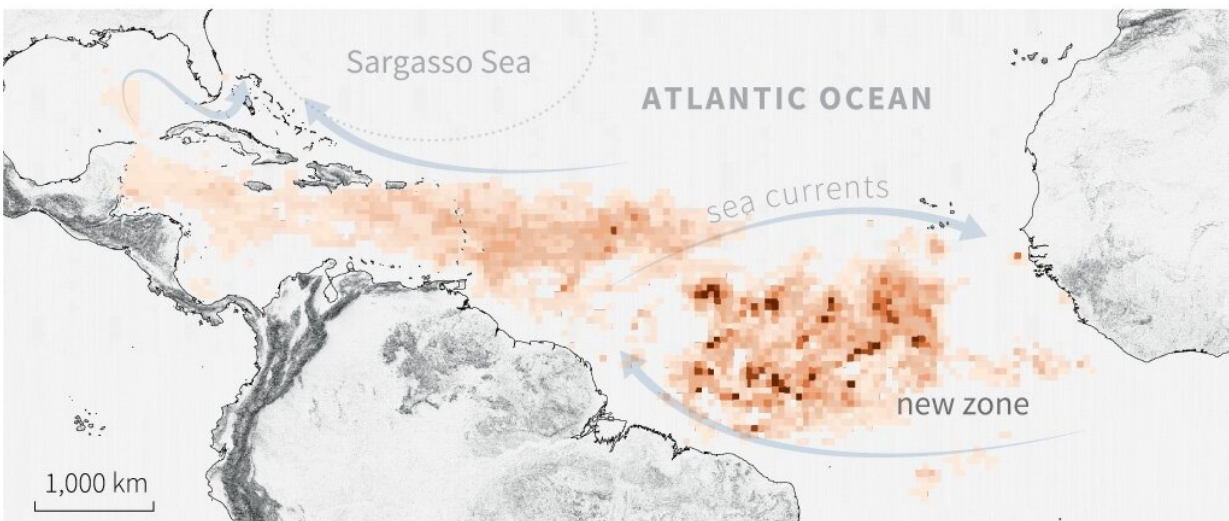 Sargasso Sea
ATLANTIC OCEAN
sea currents
new zone
1,000 km